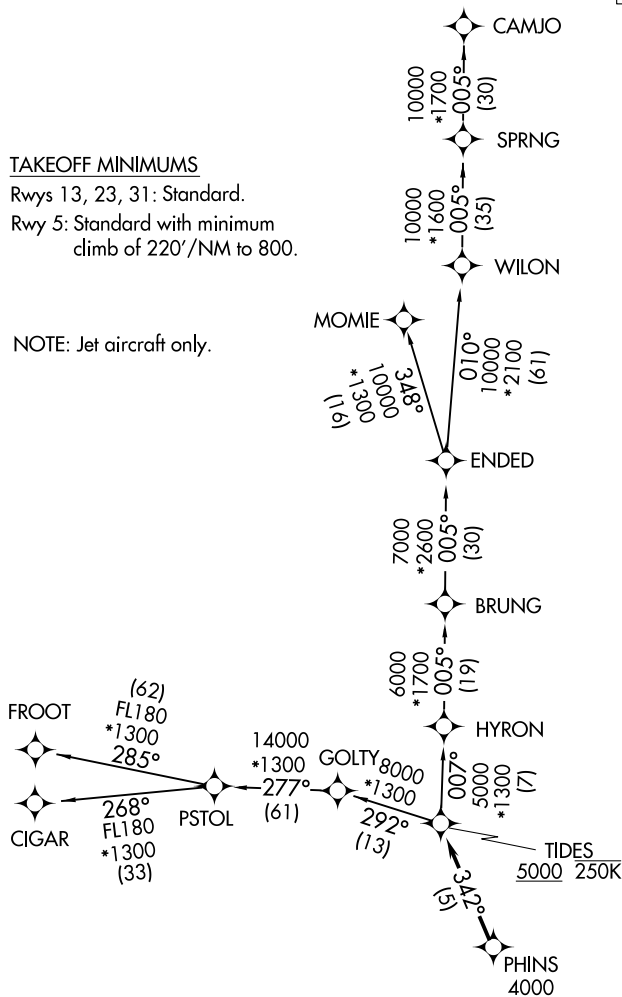 CAMJO
10000
*1700
005°
(30)
SPRNG
TAKEOFF MINIMUMS
Rwys 13, 23, 31: Standard.
Rwy 5: Standard with minimum
climb of 220'/NM to 800.
10000
*1600
005°
(35)
WILON
MOMIE
NOTE: Jet aircraft only.
348°
10000
*1300
(16)
010°
10000
*2100
(61)
ENDED
7000
*2600
005°
(30)
BRUNG
6000
*1700
005°
(19)
HYRON
(62)
FL180
*1300
285°
FROOT
14000
*1300
277°
(61)
GOLTY
8000
*1300
292°
(13)
007°
5000
*1300
(7)
CIGAR
268°
FL180
*1300
(33)
PSTOL
TIDES
5000 250K
342°
(5)
PHINS
4000